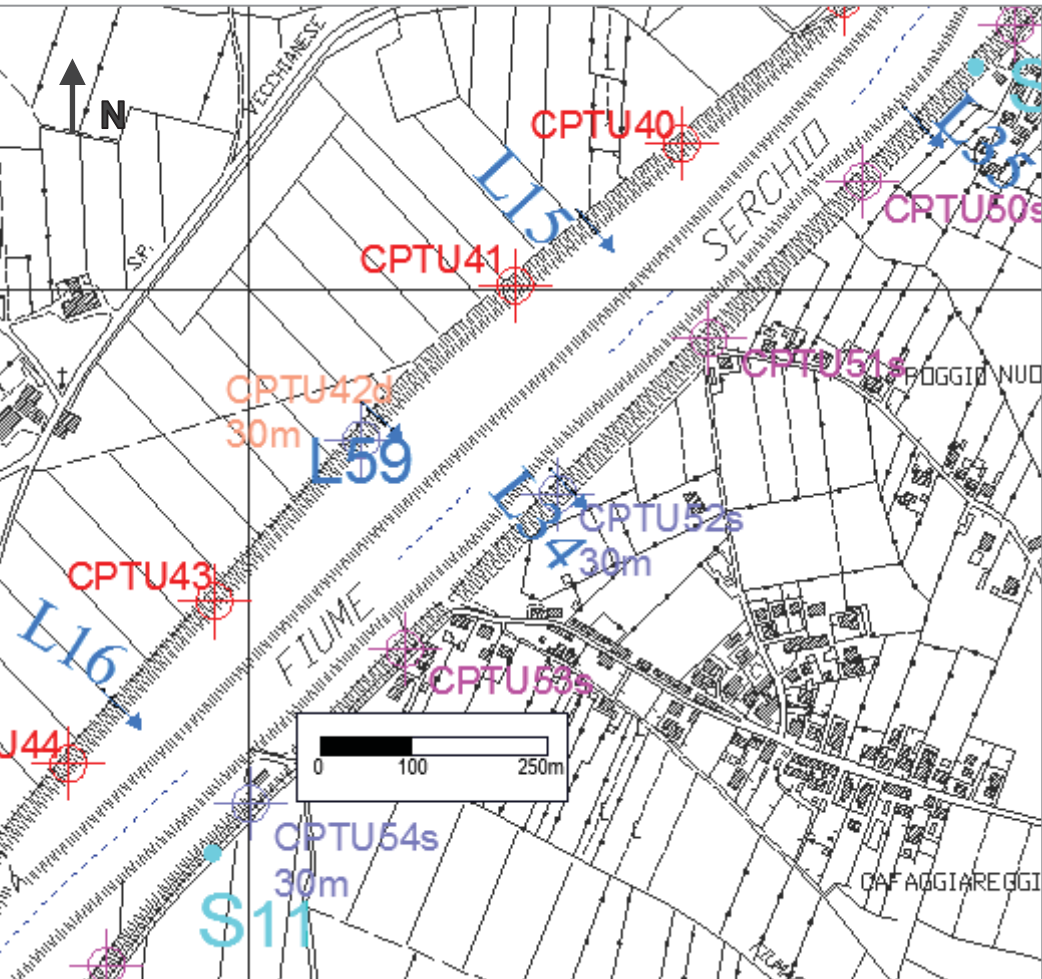 VECCHIANESE
N
S
CPTU40
L35
L15
SERCHIO
CPTU50s
S.P.
CPTU41
CPTU51s
POGGIO NUO
CPTU42d
30m
L59
L34
CPTU52s
30m
CPTU43
FIUME
L16
CPTU53s
U44
0 100 250m
CPTU54s
30m
CAFAGGIAREGGI
S11